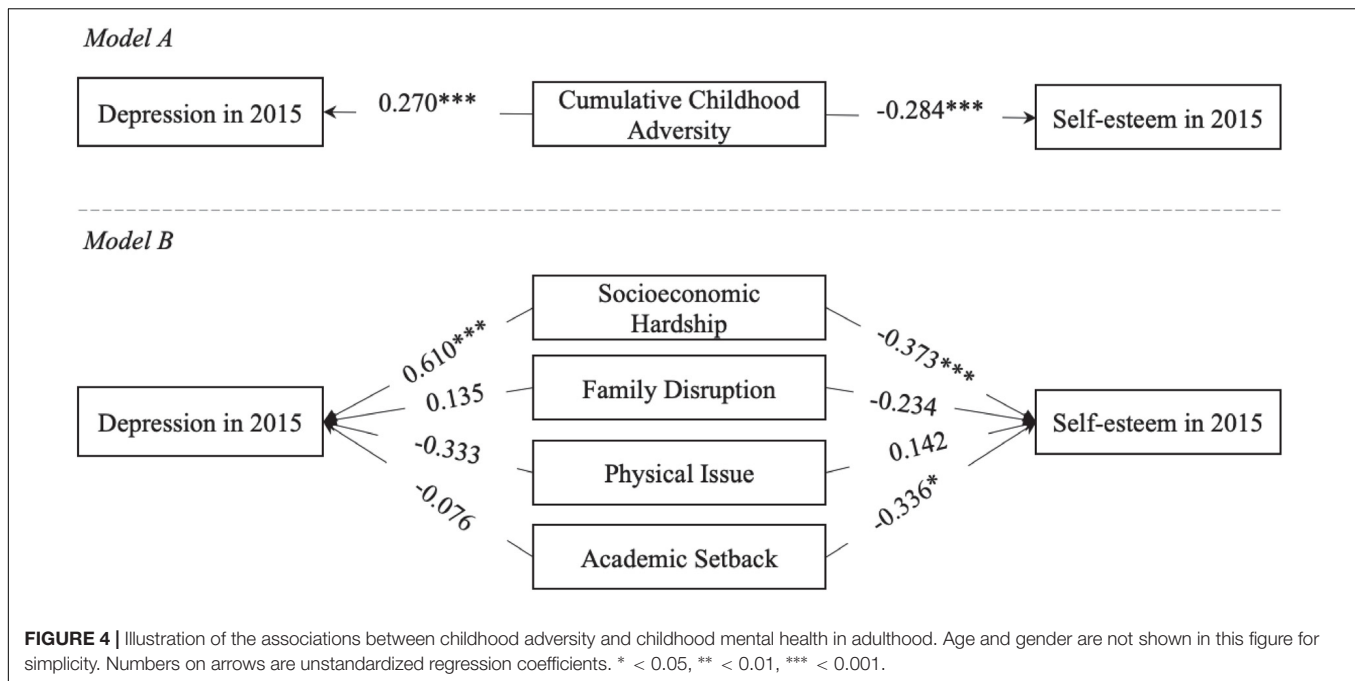 Model A
Depression in 2015
0.270***
Cumulative Childhood
Adversity
-0.284***
Self-esteem in 2015
Model B
Depression in 2015
0.610***
0.135
-0.333
-0.076
Socioeconomic
Hardship
Family Disruption
Physical Issue
Academic Setback
-0.373***
-0.234
0.142
-0.336*
Self-esteem in 2015
FIGURE 4 | Illustration of the associations between childhood adversity and childhood mental health in adulthood. Age and gender are not shown in this figure for
simplicity. Numbers on arrows are unstandardized regression coefficients. * < 0.05, ** < 0.01, *** < 0.001.